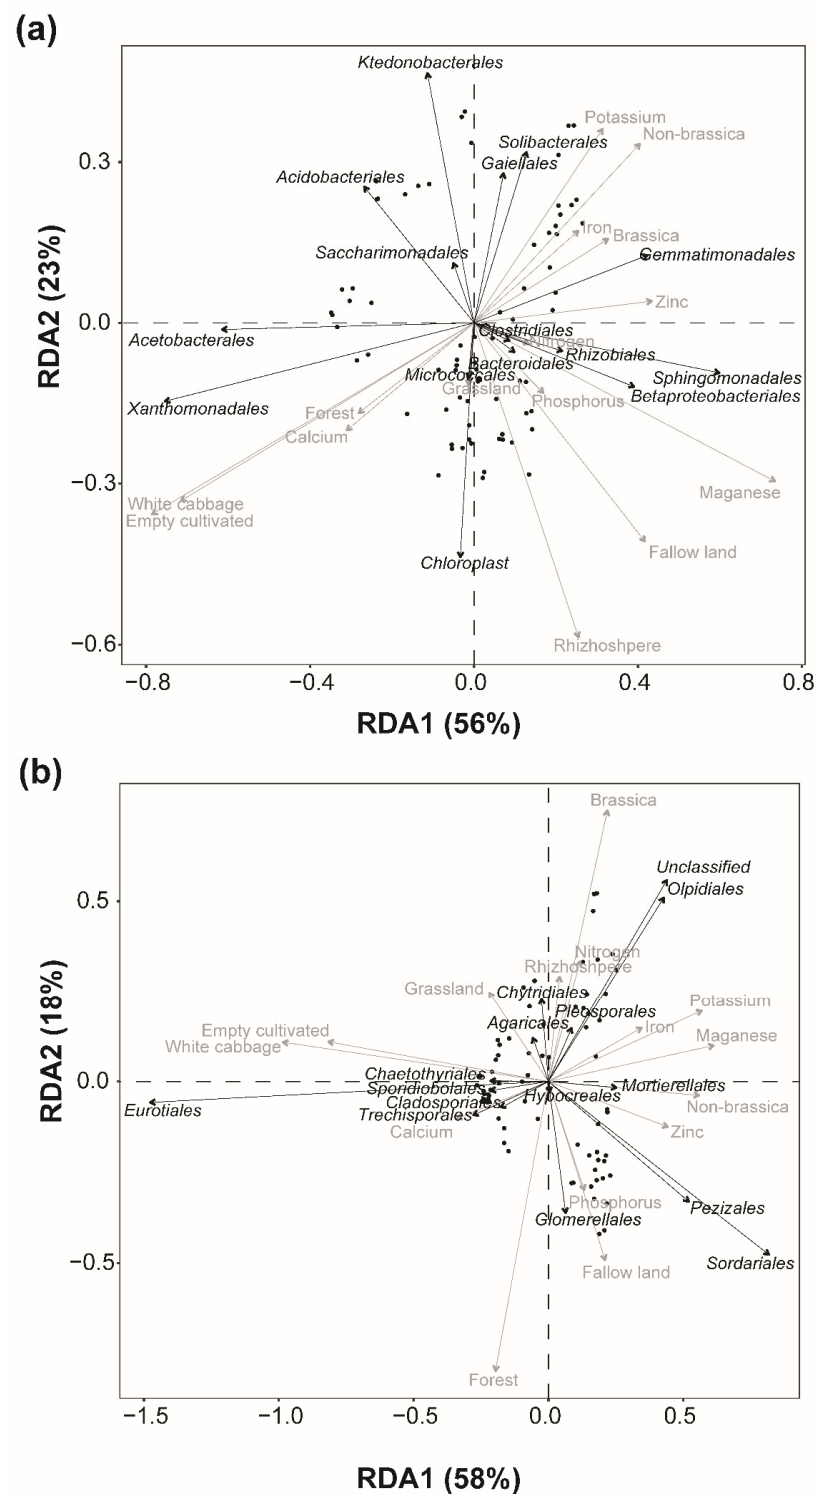 (a)
Ktedonobacterales
Potassium
Non-brassica
Solibacterales
Gaiellales
0.3
Acidobacteriales
Iron
Brassica
Saccharimonadales
Gemmatimonadales
Zinc
RDA2 (23%)
0.0
Clostridiales
Acetobacterales
Nitrogen
Rhizobiales
Bacteroidales
Micrococcales
Sphingomonadales
Grassland
Betaproteobacteriales
Phosphorus
Xanthomonadales
Forest
Calcium
−0.3
Maganese
White cabbage
Empty cultivated
Fallow land
Chloroplast
−0.6
Rhizhoshpere
−0.8 −0.4 0.0 0.4 0.8
RDA1 (56%)
(b)
Brassica
Unclassified
Olpidiales
0.5
Nitrogen
Rhizhoshpere
Grassland
Chytridiales
Potassium
Pleosporales
Agaricales
Iron
Empty cultivated
Maganese
White cabbage
RDA2 (18%)
Chaetothyriales
0.0
Mortierellales
Sporidiobolales
Hypocreales
Cladosporiales
Non-brassica
Eurotiales
Trechisporales
Calcium
Zinc
Phosphorus
Pezizales
Glomerellales
−0.5
Sordariales
Fallow land
Forest
−1.5 −1.0 −0.5 0.0 0.5
RDA1 (58%)